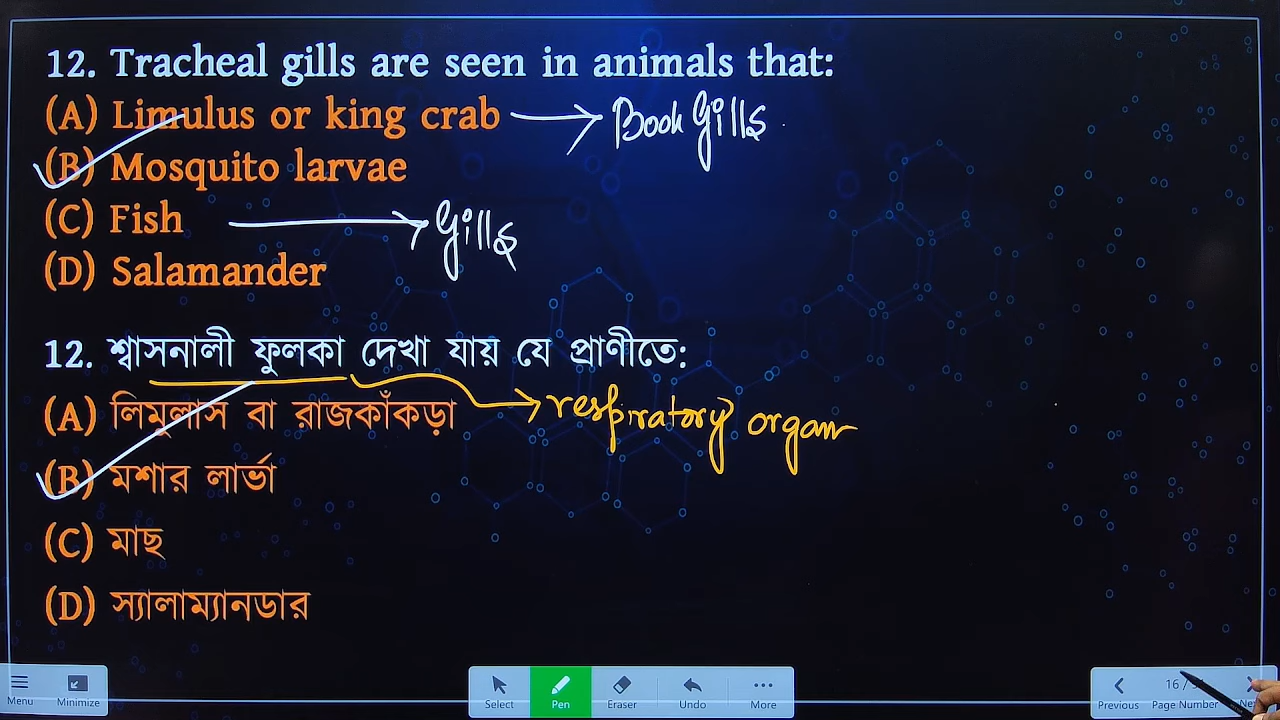 12. Tracheal gills are seen in animals that:
(A) Limulus or king crab → Book Gills
(B) Mosquito larvae
(C) Fish → Gills
(D) Salamander
12. শ্বাসনালী ফুলকা দেখা যায় যে প্রাণীতে:
→ respiratory organ
(A) লিমুলাস বা রাজকাঁকড়া
(B) মশার লার্ভা
(C) মাছ
(D) স্যালাম্যানডার
Menu Minimize Select Pen Eraser Undo More Previous Page Number
16 /